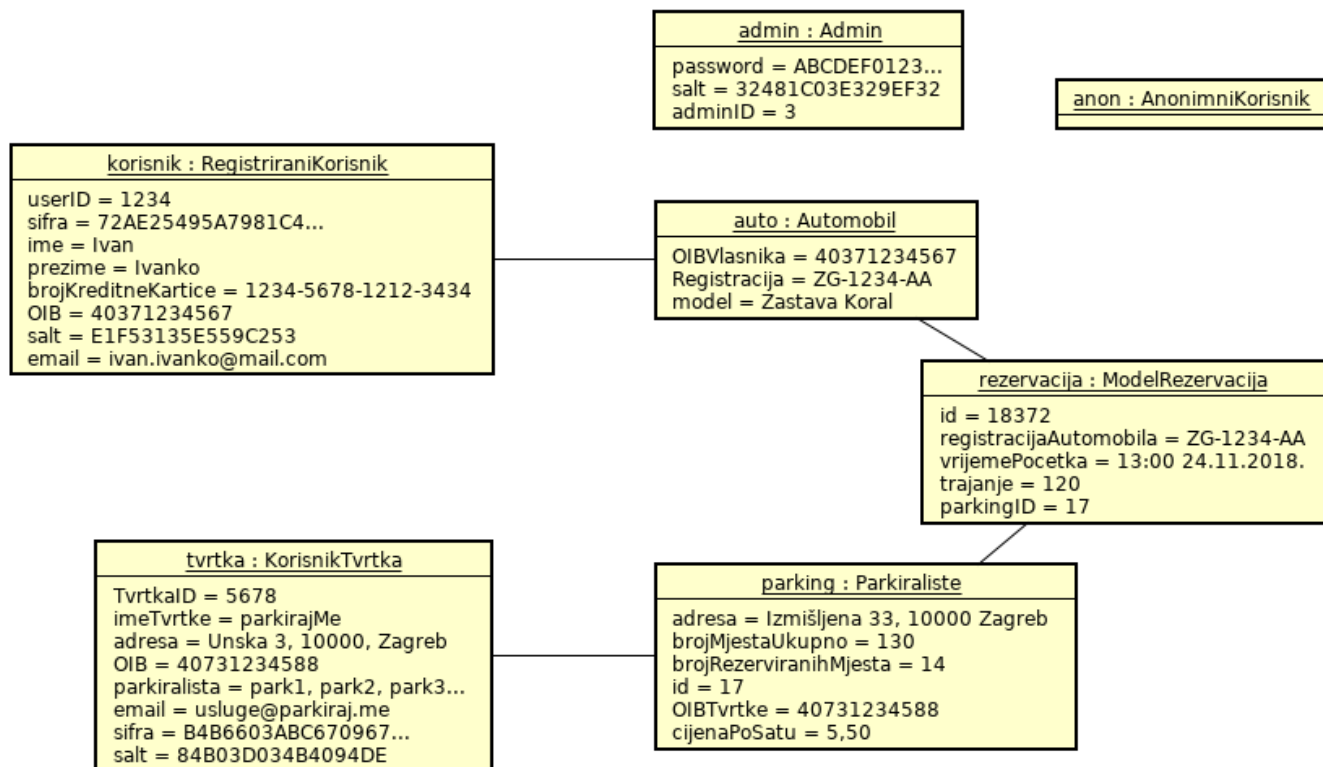 admin : Admin
password = ABCDEF0123...
salt = 32481C03E329EF32
adminID = 3
anon : AnonimniKorisnik
korisnik : RegistriraniKorisnik
userID = 1234
sifra = 72AE25495A7981C4...
ime = Ivan
prezime = Ivanko
brojKreditneKartice = 1234-5678-1212-3434
OIB = 40371234567
salt = E1F53135E559C253
email = ivan.ivanko@mail.com
auto : Automobil
OIBVlasnika = 40371234567
Registracija = ZG-1234-AA
model = Zastava Koral
rezervacija : ModelRezervacija
id = 18372
registracijaAutomobila = ZG-1234-AA
vrijemePocetka = 13:00 24.11.2018.
trajanje = 120
parkingID = 17
tvrtka : KorisnikTvrtka
TvrtkaID = 5678
imeTvrtke = parkirajMe
adresa = Unska 3, 10000, Zagreb
OIB = 40731234588
parkiralista = park1, park2, park3...
email = usluge@parkiraj.me
sifra = B4B6603ABC670967...
salt = 84B03D034B4094DE
parking : Parkiraliste
adresa = Izmišljena 33, 10000 Zagreb
brojMjestaUkupno = 130
brojRezerviranihMjesta = 14
id = 17
OIBTvrtke = 40731234588
cijenaPoSatu = 5,50